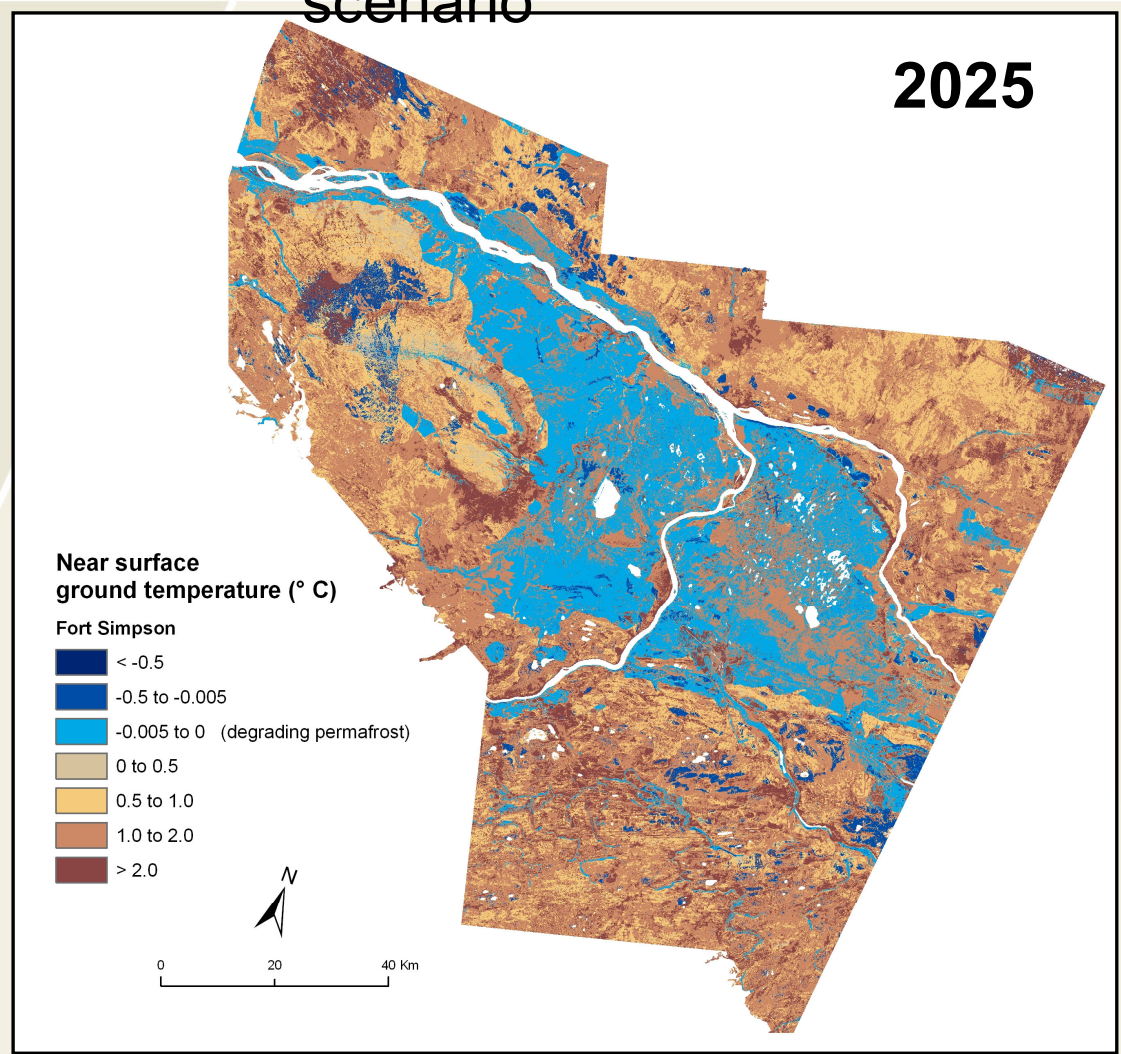 scenario
2025
Near surface
ground temperature (° C)
Fort Simpson
< -0.5
-0.5 to -0.005
-0.005 to 0 (degrading permafrost)
0 to 0.5
0.5 to 1.0
1.0 to 2.0
> 2.0
N
0 20 40 Km